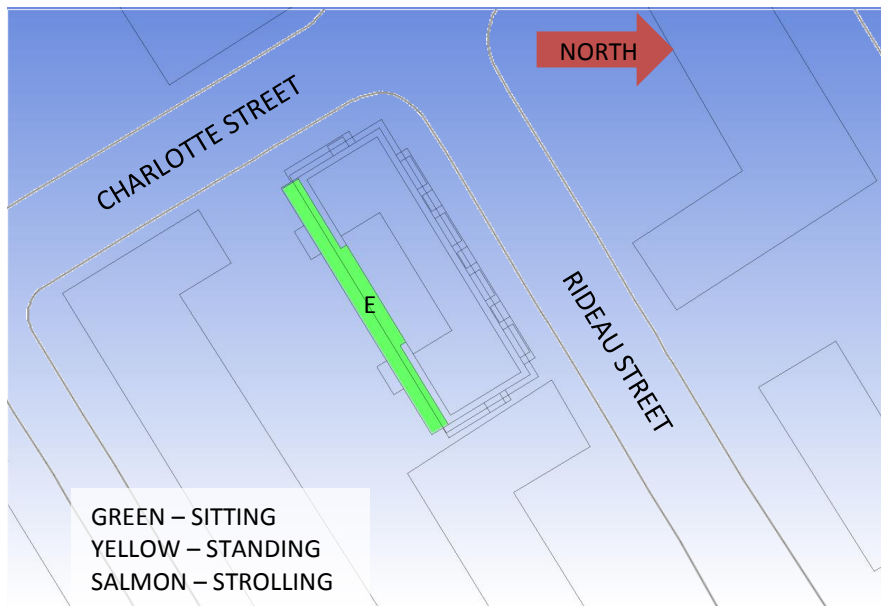 NORTH
CHARLOTTE STREET
E
RIDEAU STREET
GREEN – SITTING
YELLOW – STANDING
SALMON – STROLLING